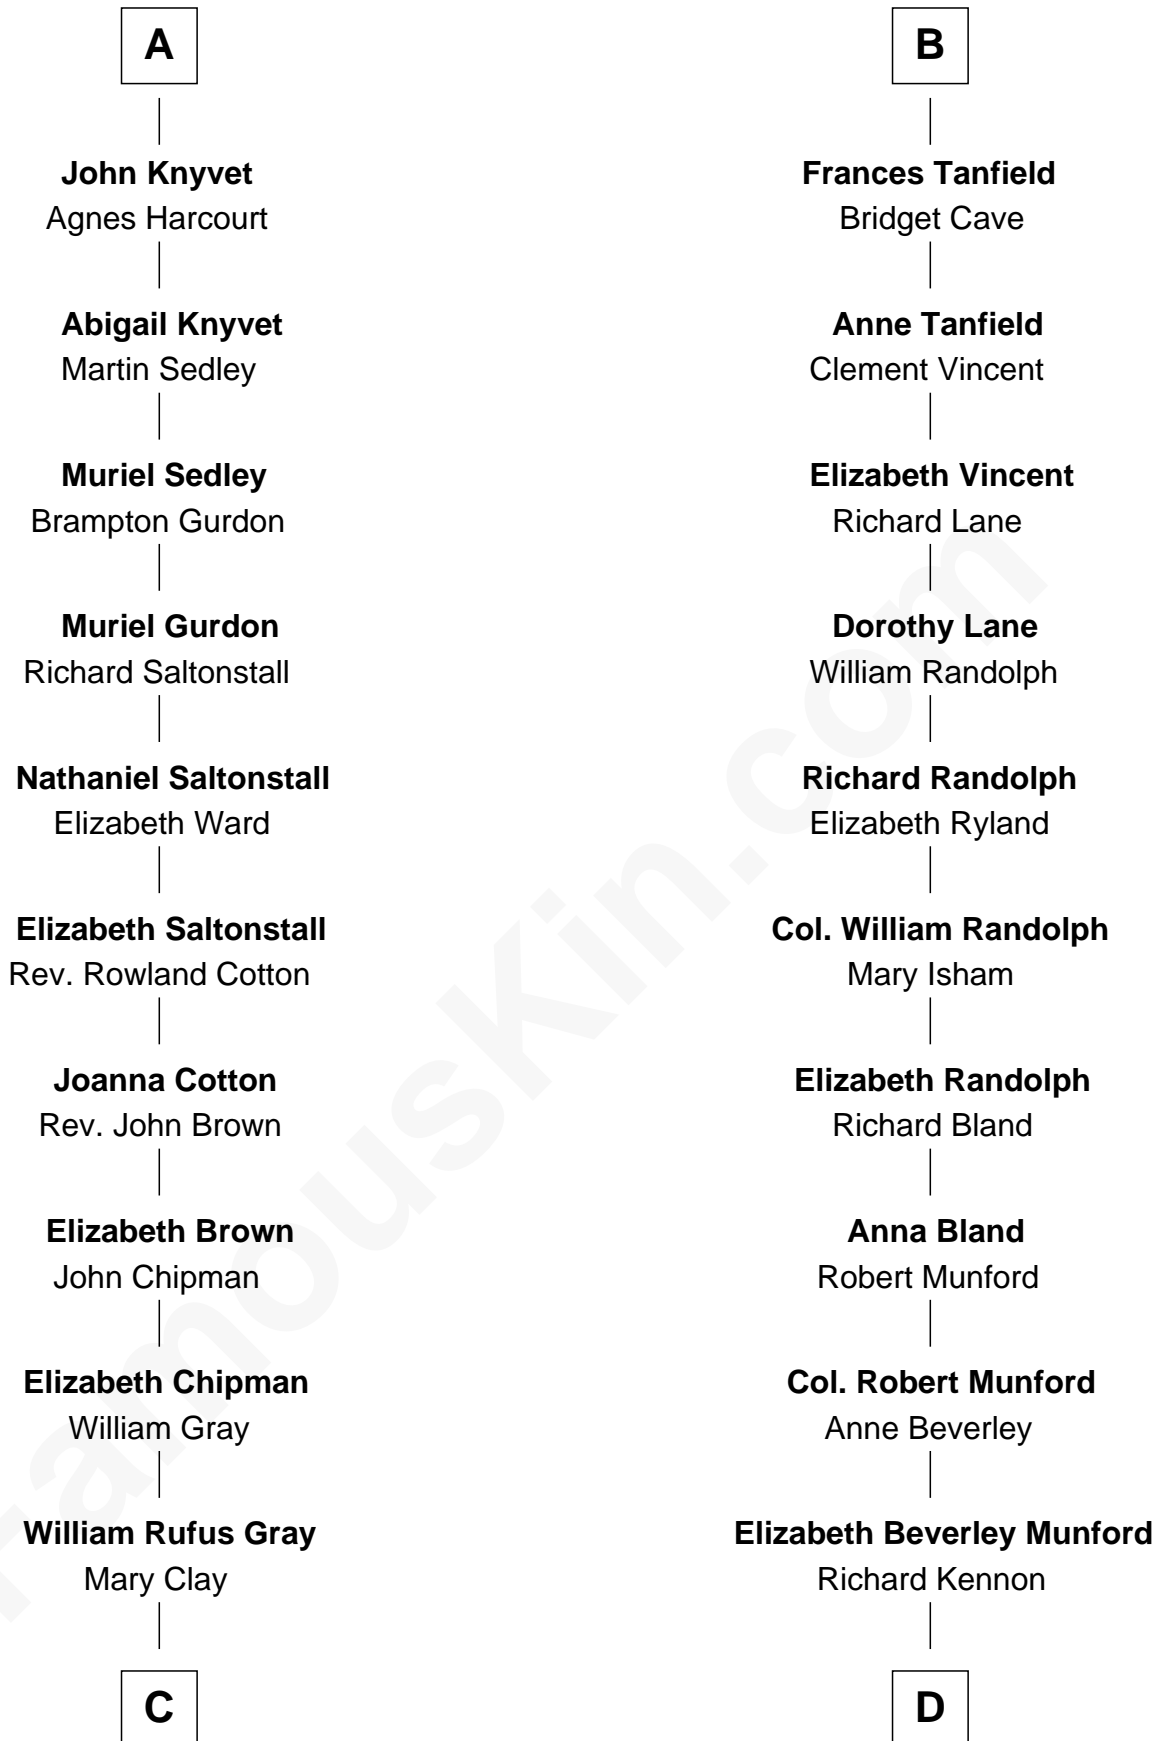 A
John Knyvet
Agnes Harcourt
Abigail Knyvet
Martin Sedley
Muriel Sedley
Brampton Gurdon
Muriel Gurdon
Richard Saltonstall
Nathaniel Saltonstall
Elizabeth Ward
Elizabeth Saltonstall
Rev. Rowland Cotton
Joanna Cotton
Rev. John Brown
Elizabeth Brown
John Chipman
Elizabeth Chipman
William Gray
William Rufus Gray
Mary Clay
C
B
Frances Tanfield
Bridget Cave
Anne Tanfield
Clement Vincent
Elizabeth Vincent
Richard Lane
Dorothy Lane
William Randolph
Richard Randolph
Elizabeth Ryland
Col. William Randolph
Mary Isham
Elizabeth Randolph
Richard Bland
Anna Bland
Robert Munford
Col. Robert Munford
Anne Beverley
Elizabeth Beverley Munford
Richard Kennon
D
FamousKin.com